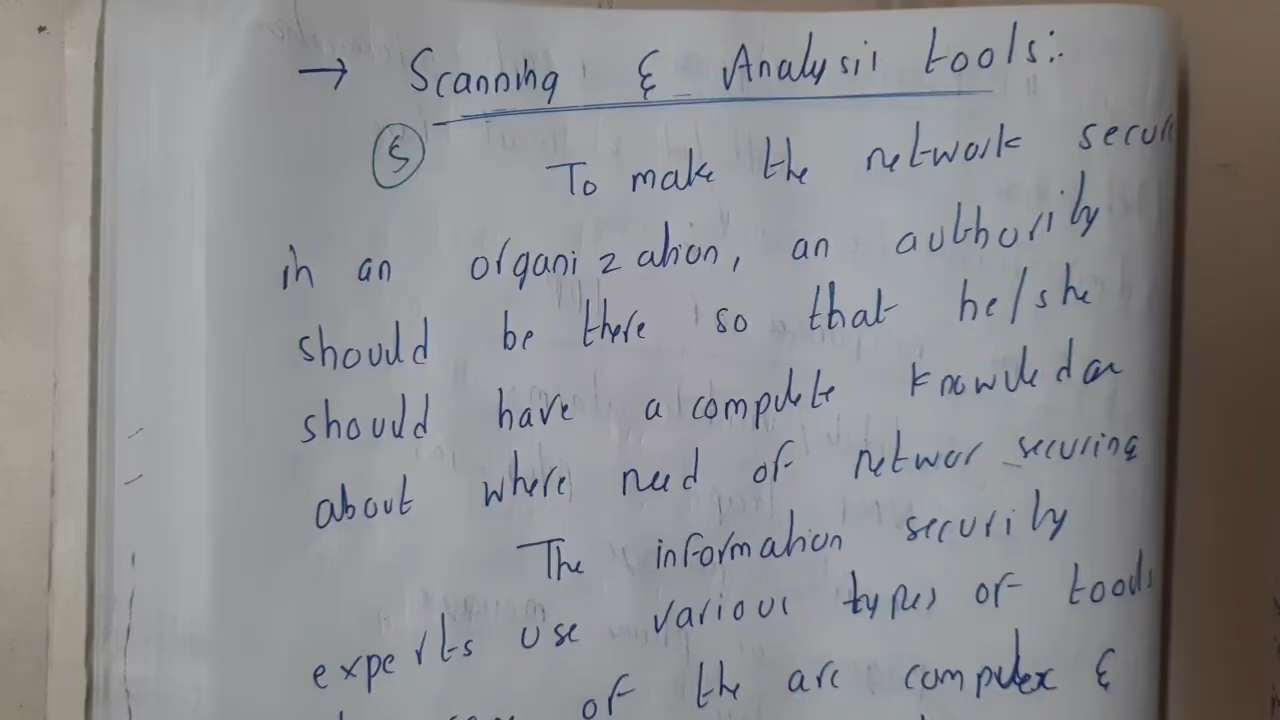 → Scanning & Analysis tools:-
(5) To make the network secure
in an organization, an authority
should be there so that he/she
should have a complete knowledge
about where need of networ securing
The information security
experts use various types of tools
of the are complex &